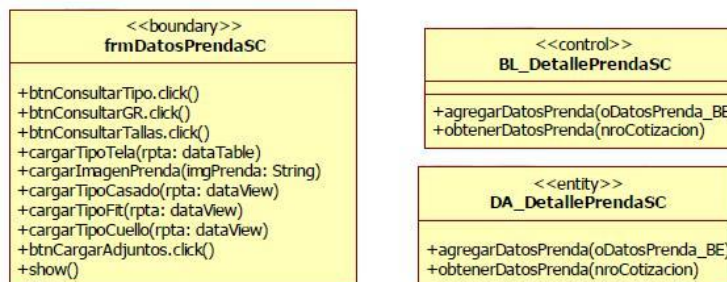 <<boundary>>
frmDatosPrendaSC
+btnConsultarTipo.click()
+btnConsultarGR.click()
+btnConsultarTallas.click()
+cargarTipoTela(rpta: dataTable)
+cargarImagenPrenda(imgPrenda: String)
+cargarTipoCasado(rpta: dataView)
+cargarTipoFit(rpta: dataView)
+cargarTipoCuello(rpta: dataView)
+btnCargarAdjuntos.click()
+show()
<<control>>
BL_DetallePrendaSC
+agregarDatosPrenda(oDatosPrenda_BE
+obtenerDatosPrenda(nroCotizacion)
<<entity>>
DA_DetallePrendaSC
+agregarDatosPrenda(oDatosPrenda_BE)
+obtenerDatosPrenda(nroCotizacion)